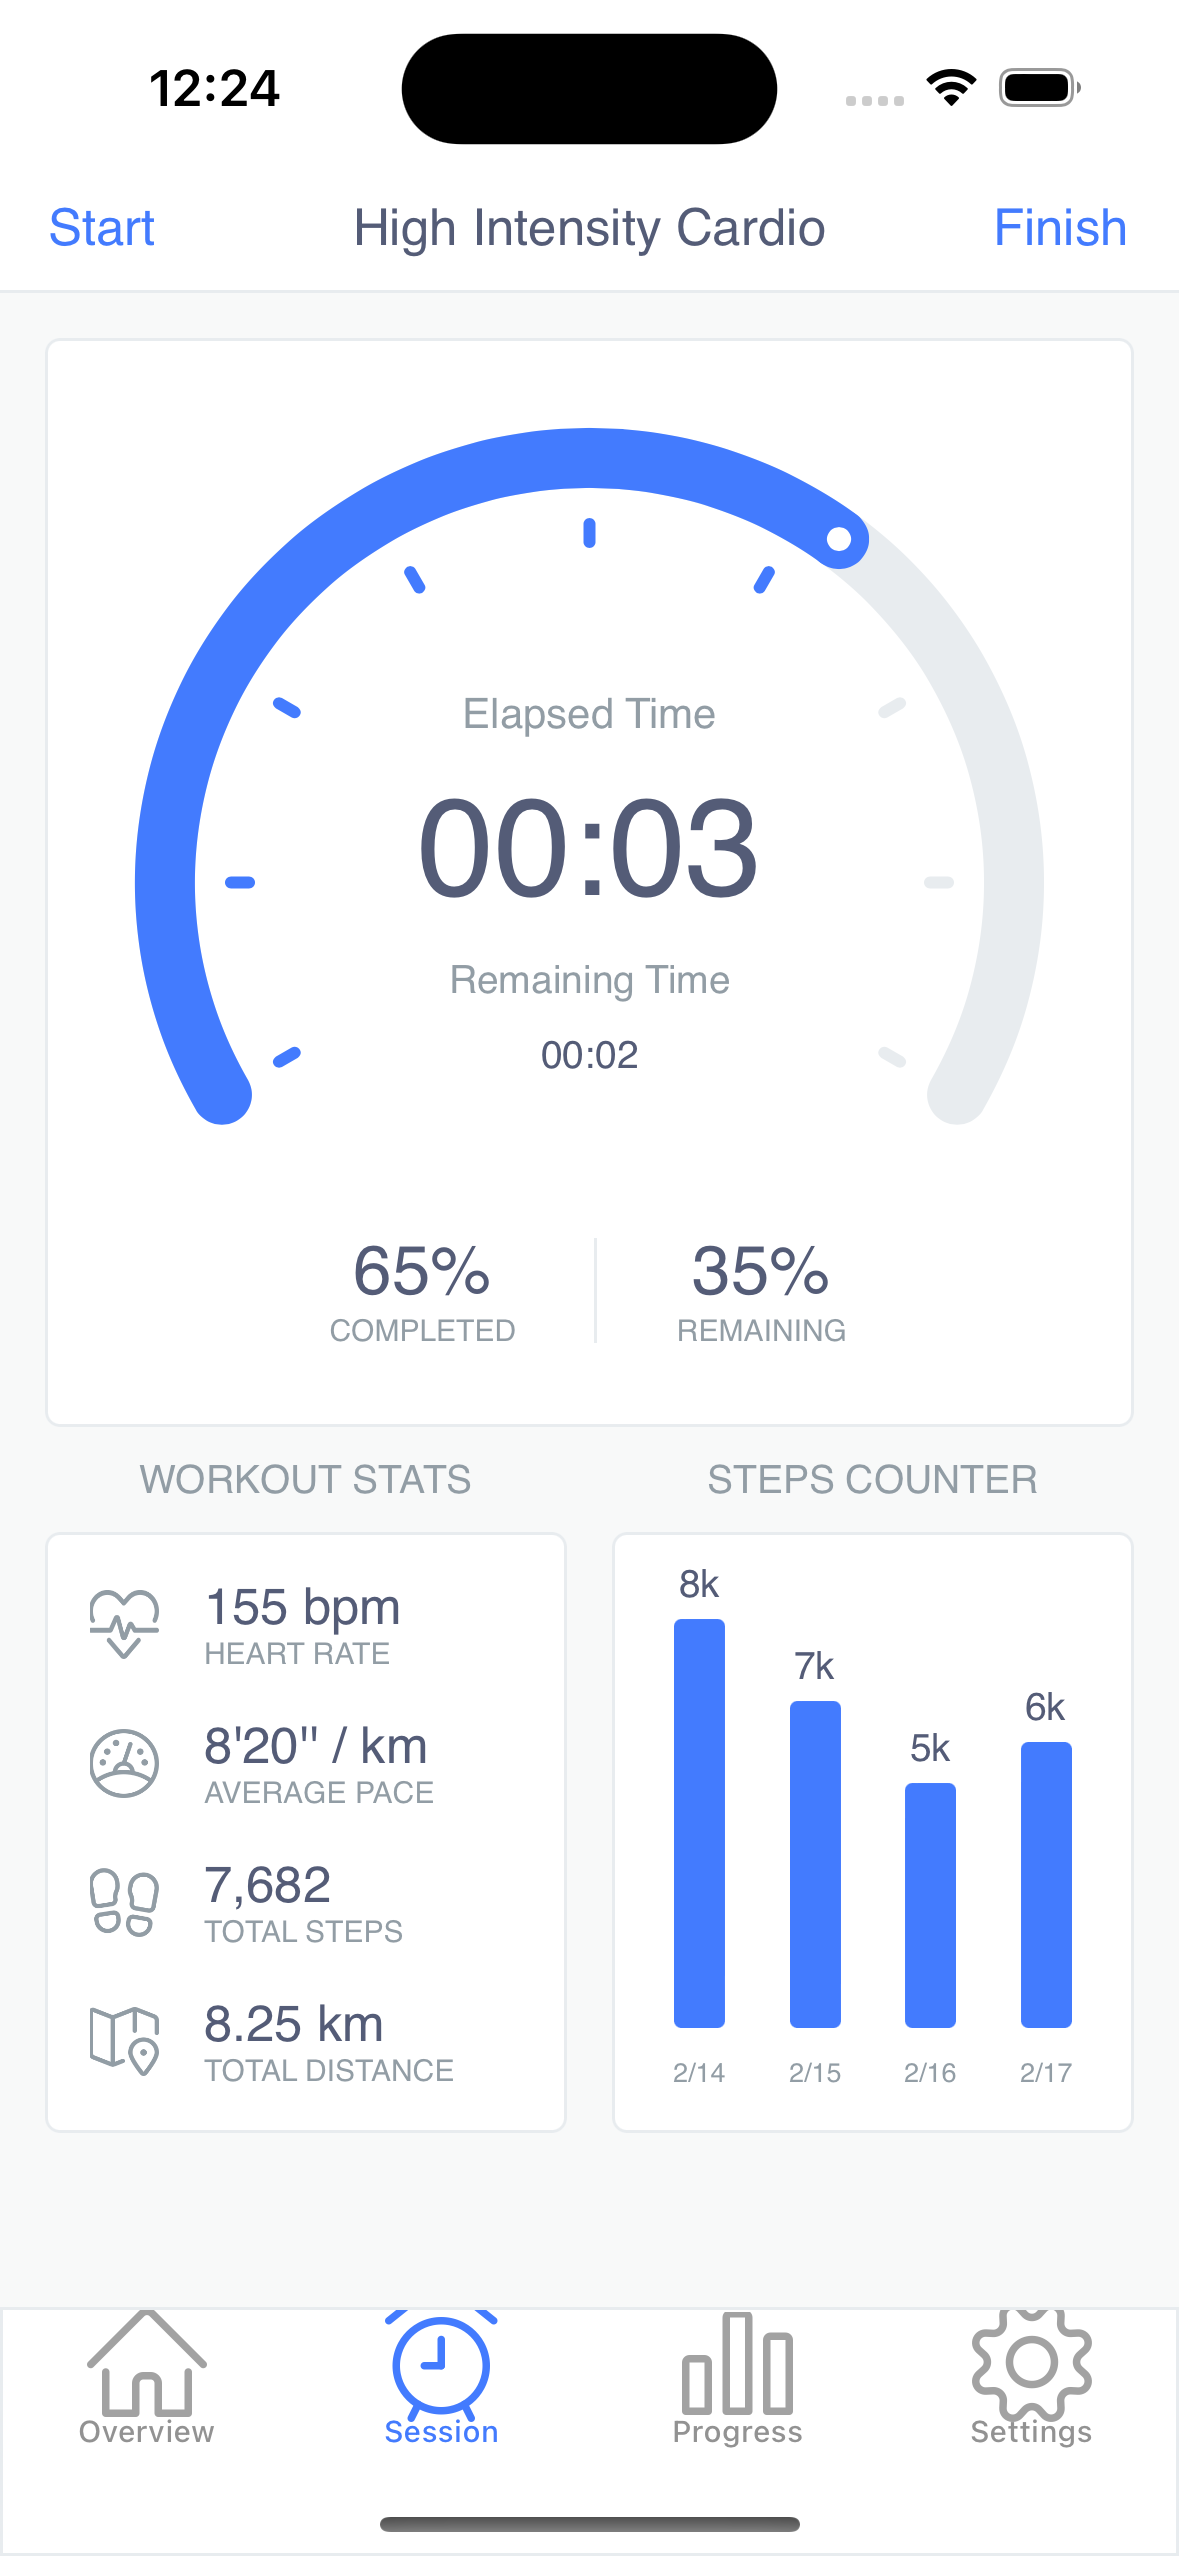 12:24
Start
High Intensity Cardio
Finish
Elapsed Time
00:03
Remaining Time
00:02
65%
COMPLETED
35%
REMAINING
WORKOUT STATS
155 bpm
HEART RATE
8'20" / km
AVERAGE PACE
7,682
TOTAL STEPS
8.25 km
TOTAL DISTANCE
STEPS COUNTER
8k
7k
5k
6k
2/14
2/15
2/16
2/17
Overview
Session
Progress
Settings